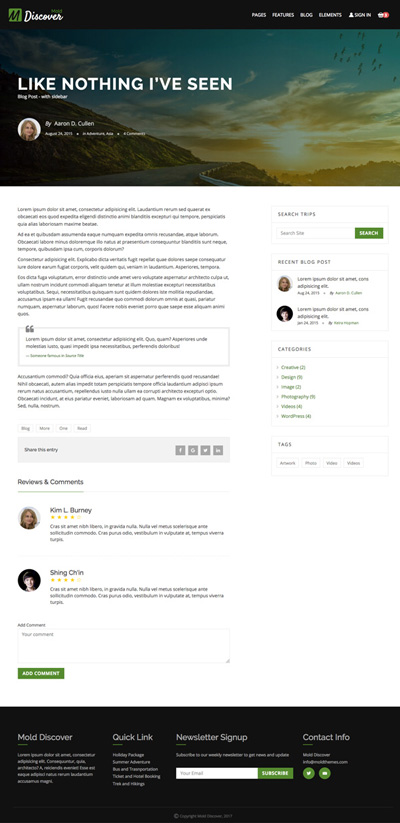 Mold
Discover
PAGES FEATURES BLOG ELEMENTS SIGN IN
LIKE NOTHING I'VE SEEN
Blog Post - with sidebar
By Aaron D. Cullen
August 24, 2015 in Adventure, Asia 4 Comments
Lorem ipsum dolor sit amet, consectetur adipisicing elit. Laudantium rerum sed quaerat ex
obcaecati eos quod expedita eligendi distinctio animi blanditiis excepturi qui tempore, perspiciatis
quia alias laboriosam maxime beatae.
Ad ea et quibusdam assumenda eaque numquam expedita omnis recusandae, atque laborum.
Obcaecati labore minus doloremque illo natus at praesentium consequuntur blanditiis sunt neque,
tempore, quibusdam ipsa cum, corporis dolorum?
Consectetur adipisicing elit. Explicabo dicta veritatis fugit repellat quae dolores saepe consequatur
iure dolore earum fugiat corporis, velit quidem qui, veniam in laudantium. Asperiores, tempora.
Eos dicta fuga voluptatum, error distinctio unde amet vero saepe veritatis aspernatur architecto culpa ut,
ullam nostrum incidunt commodi aliquam tenetur at illum molestiae excepturi necessitatibus
voluptatibus. Sequi, necessitatibus quisquam sunt quidem dolores iste mollitia repudiandae,
accusamus ipsam ea ullam! Fugit recusandae quo commodi dolorum omnis at quasi, pariatur
numquam, aspernatur laborum, quasi! Facere nobis eveniet porro quae saepe esse aliquam animi
quis.
Lorem ipsum dolor sit amet, consectetur adipisicing elit. Quo, quam? Asperiores unde
molestias iusto, quasi impedit ipsa necessitatibus, perferendis doloribus!
— Someone famous in Source Title
Accusantium commodi? Quia officia eius, aperiam sit aspernatur perferendis quod recusandae!
Nihil obcaecati, autem alias impedit totam perspiciatis tempore officia laudantium adipisci ipsum
rerum natus accusantium, repellendus iusto nobis nulla ullam ea corrupti architecto excepturi optio.
Obcaecati incidunt, at eius pariatur eveniet, laboriosam ad quam. Magnam ex voluptatibus, minima?
Sed, nulla, nostrum.
Blog More One Read
Share this entry
Reviews & Comments
Kim L. Burney
Cras sit amet nibh libero, in gravida nulla. Nulla vel metus scelerisque ante
sollicitudin commodo. Cras purus odio, vestibulum in vulputate at, tempus viverra
turpis.
Shing Ch'in
Cras sit amet nibh libero, in gravida nulla. Nulla vel metus scelerisque ante
sollicitudin commodo. Cras purus odio, vestibulum in vulputate at, tempus viverra
turpis.
Add Comment
Your comment
ADD COMMENT
SEARCH TRIPS
Search Site SEARCH
RECENT BLOG POST
Lorem ipsum dolor sit amet, cons
adipisicing elit.
Aug 24, 2015 By Aaron D. Cullen
Lorem ipsum dolor sit amet, cons
adipisicing elit.
Jan 24, 2015 By
CATEGORIES
Creative (2)
Design (9)
Image (2)
Photography (9)
Videos (4)
WordPress (4)
TAGS
Artwork Photo Video Videos
Mold Discover
Lorem ipsum dolor sit amet, consectetur
adipisicing elit. Consequuntur, quia,
architecto? A, reiciendis eveniet! Esse est
eaque adipisci natus rerum laudantium
accusamus magni.
Quick Link
Holiday Package
Summer Adventure
Bus and Trasnportation
Ticket and Hotel Booking
Trek and Hikings
Newsletter Signup
Subscribe to our weekly newsletter to get news and update
Your Email SUBSCRIBE
Contact Info
Mold Discover
info@moldthemes.com
© Copyright Mold Discover, 2017